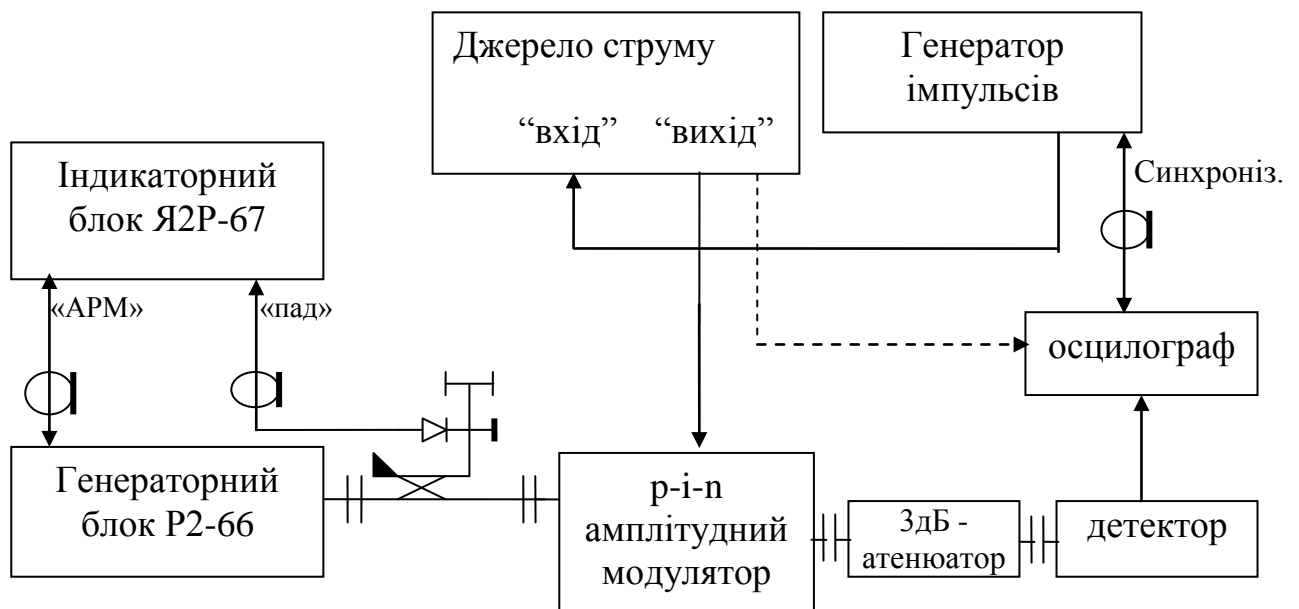 Джерело струму
“вхід” “вихід”
Генератор
імпульсів
Синхроніз.
Індикаторний
блок Я2Р-67
«АРМ»
«пад»
осцилограф
Генераторний
блок Р2-66
p-i-n
амплітудний
модулятор
3дБ -
атенюатор
детектор